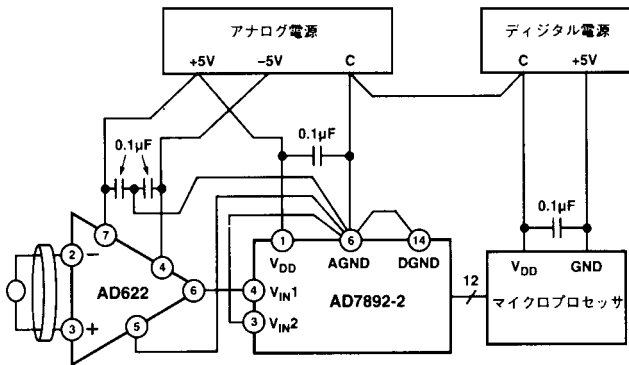 アナログ電源
+5V −5V C
ディジタル電源
C +5V
0.1µF
0.1µF
0.1µF
7
2 −
3 +
4
AD622
6
5
1
VDD
6
AGND
14
DGND
4 VIN1
3 VIN2
AD7892-2
12
VDD GND
マイクロプロセッサ